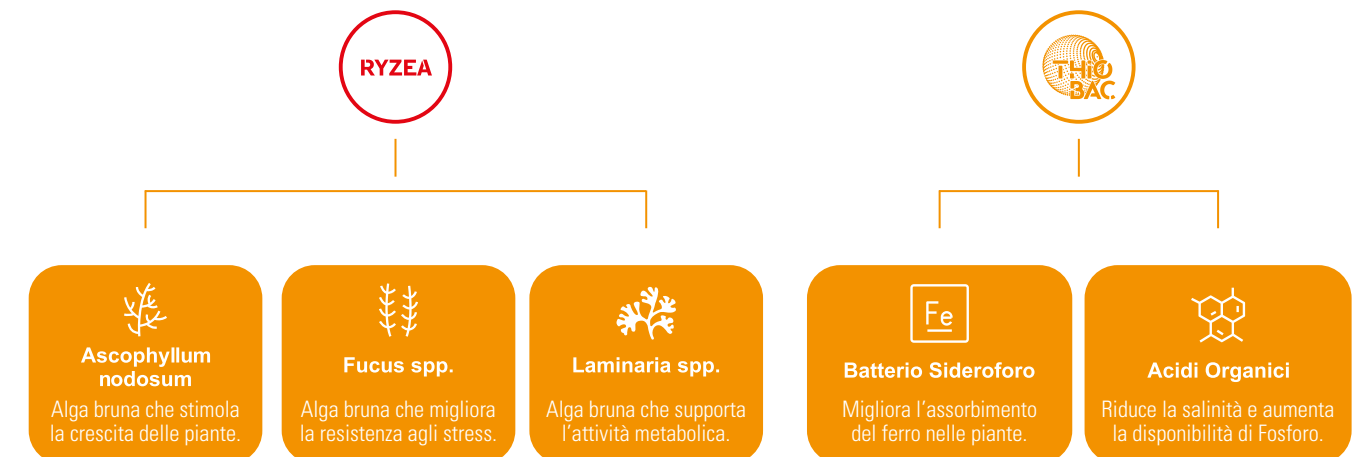 RYZEA
THIO
BAC.
Ascophyllum
nodosum
Alga bruna che stimola
la crescita delle piante.
Fucus spp.
Alga bruna che migliora
la resistenza agli stress.
Laminaria spp.
Alga bruna che supporta
l'attività metabolica.
Fe
Batterio Sideroforo
Migliora l'assorbimento
del ferro nelle piante.
Acidi Organici
Riduce la salinità e aumenta
la disponibilità di Fosforo.